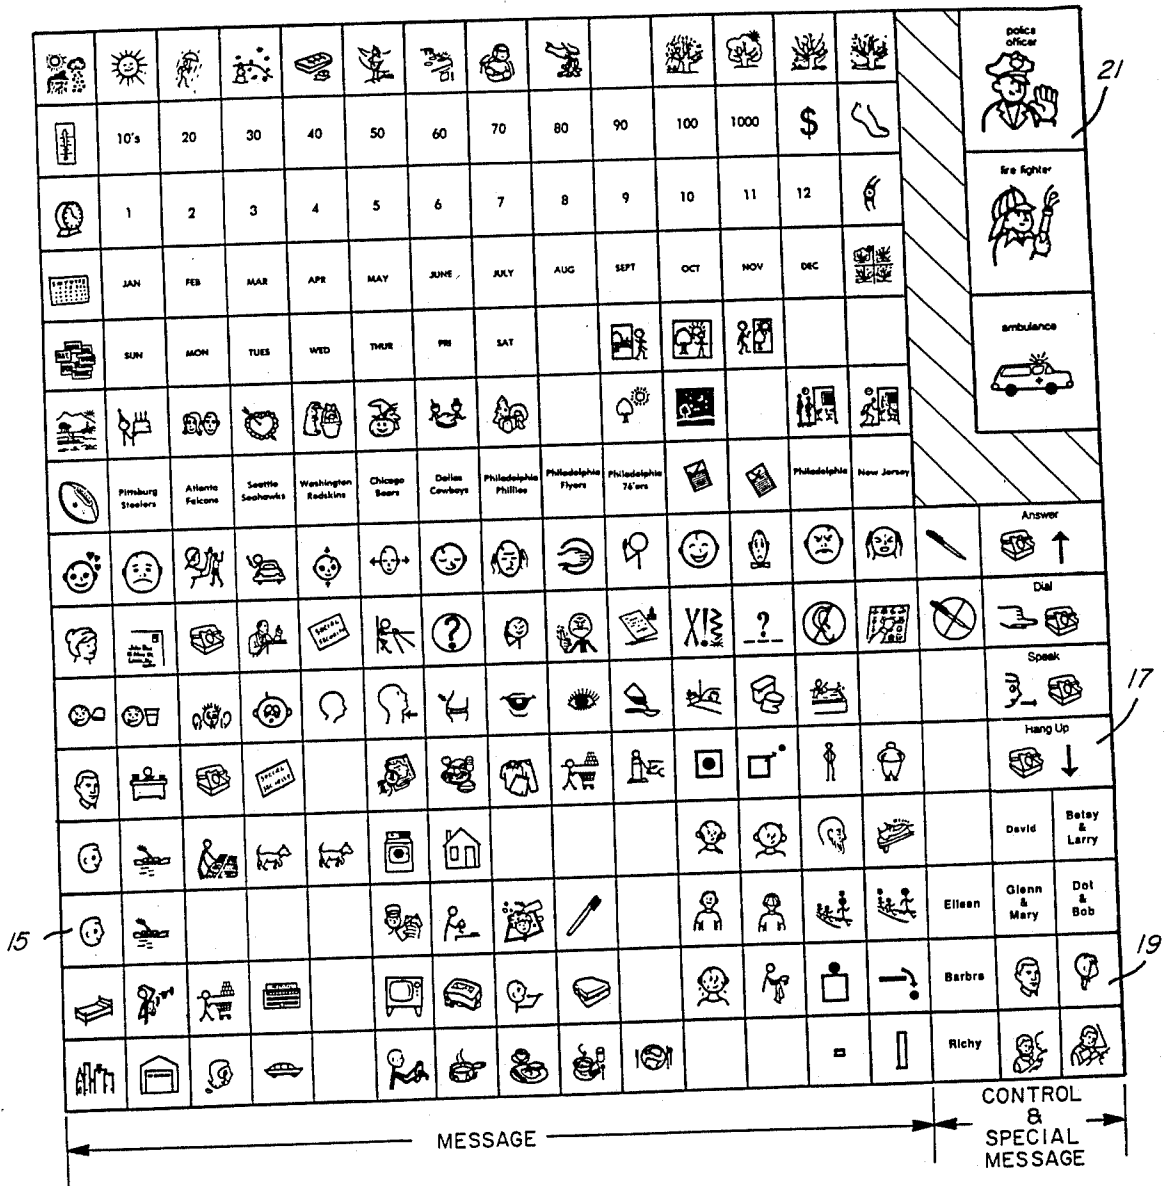 police
officer
21
10's 20 30 40 50 60 70 80 90 100 1000 $
fire fighter
1 2 3 4 5 6 7 8 9 10 11 12
JAN FEB MAR APR MAY JUNE JULY AUG SEPT OCT NOV DEC
ambulance
SUN MON TUES WED THUR FRI SAT
Pittsburg Steelers
Atlanta Falcons
Seattle Seahawks
Washington Redskins
Chicago Bears
Dallas Cowboys
Philadelphia Phillies
Philadelphia Flyers
Philadelphia 76'ers
Philadelphia
New Jersey
Answer
Dial
SOCIAL
SECURITY
?
?
Speak
17
Hang Up
SOCIAL
David
Betsy
&
Larry
15
Eileen
Glenn
&
Mary
Dot
&
Bob
19
Barbra
Richy
MESSAGE
CONTROL
&
SPECIAL
MESSAGE